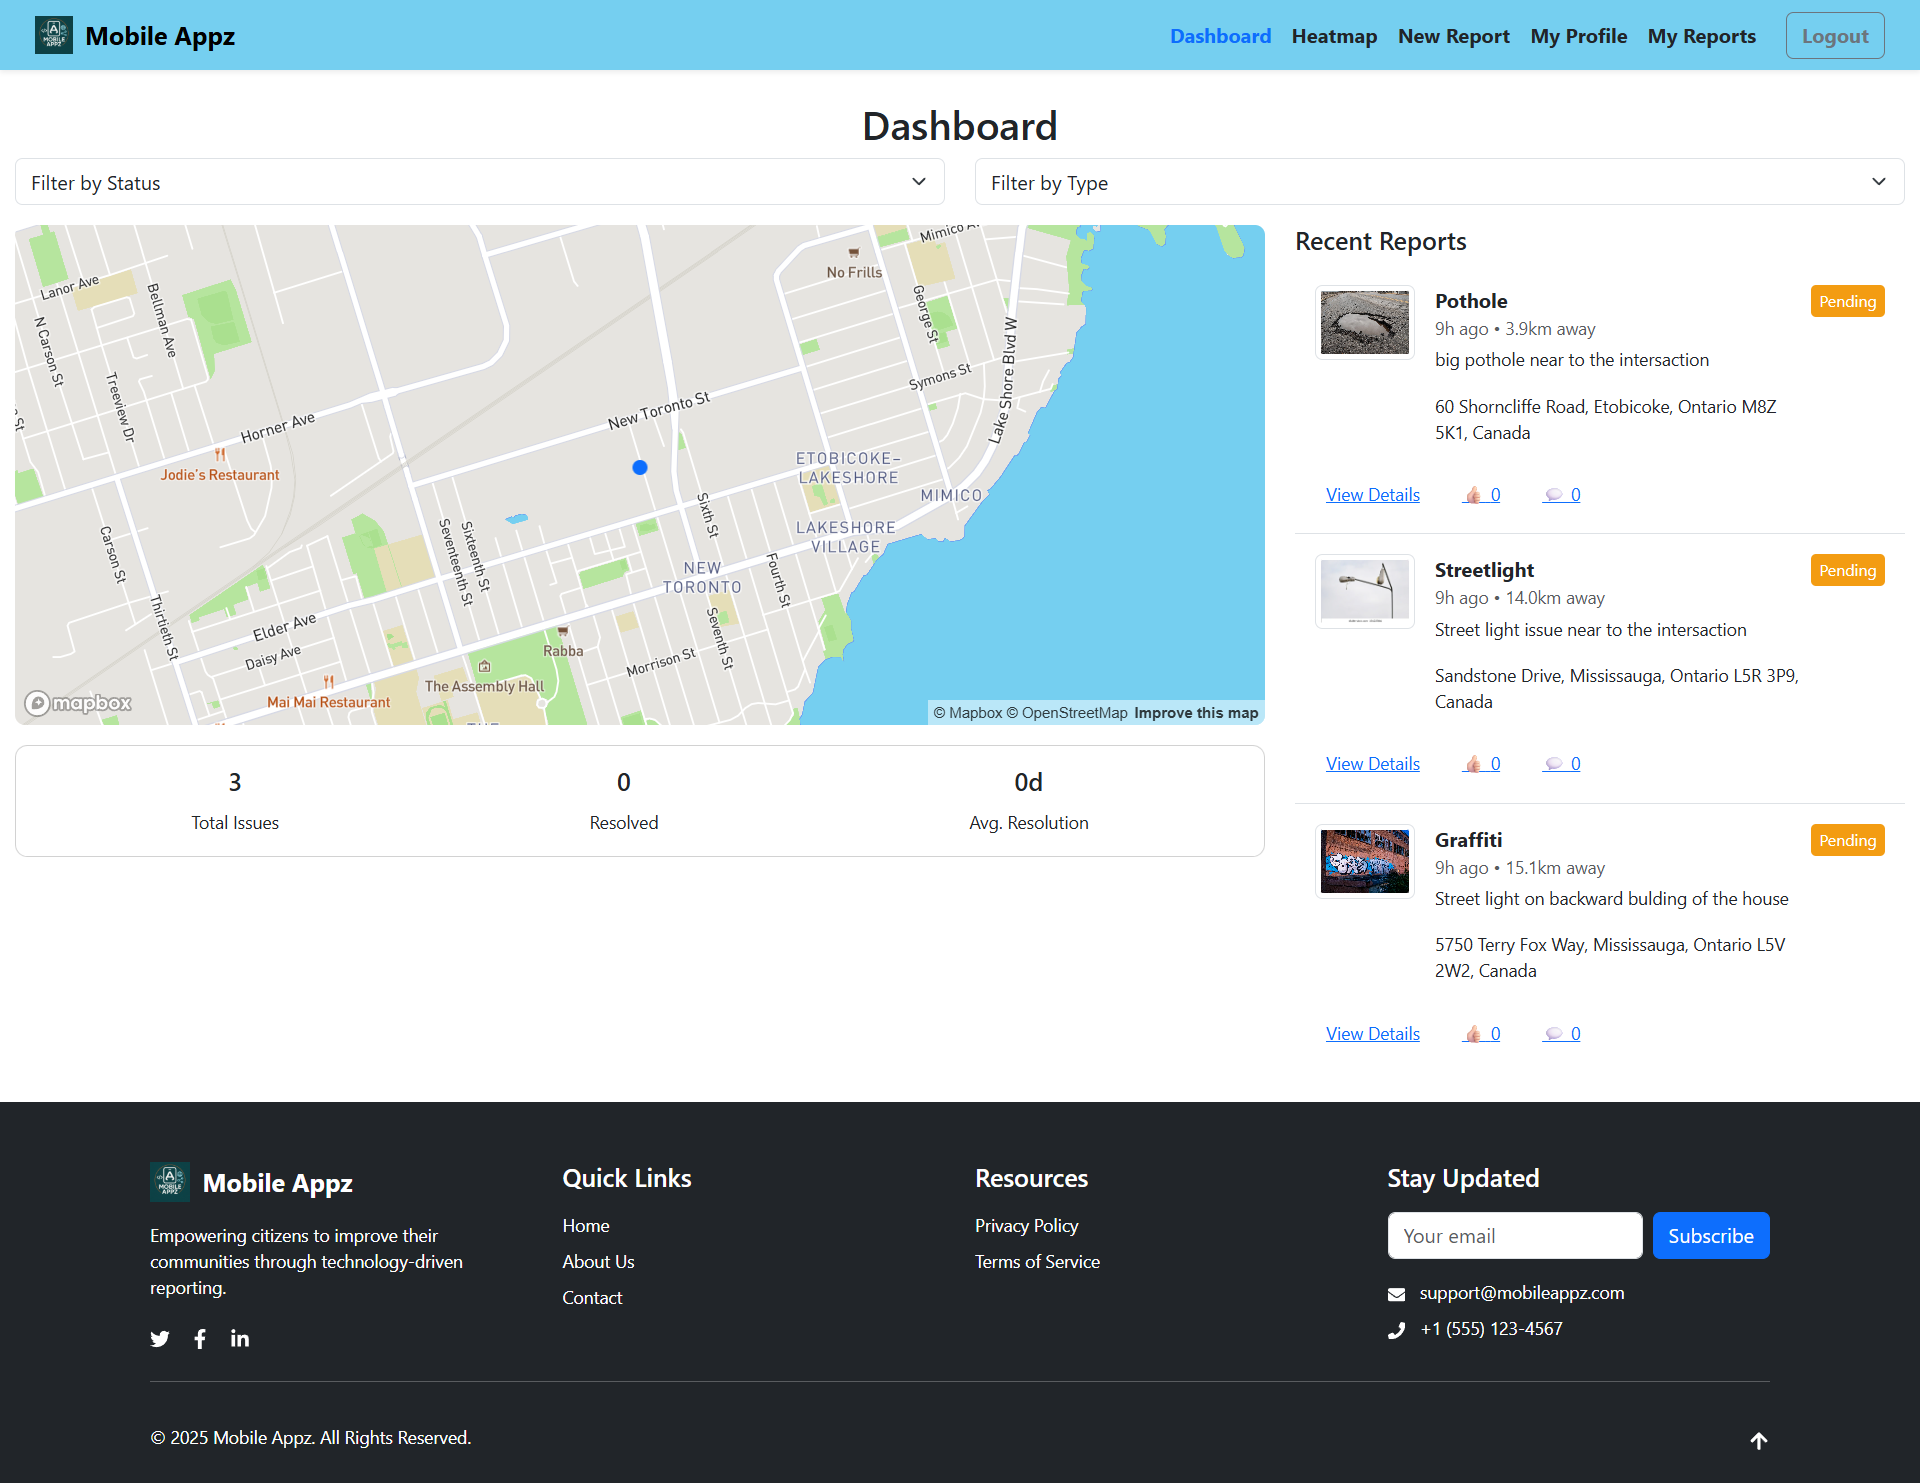 Mobile Appz
Dashboard
Heatmap
New Report
My Profile
My Reports
Logout
Dashboard
Filter by Status
Filter by Type
Lanor Ave
N Carson St
Bellman Ave
Treeview Dr
Horner Ave
Jodie's Restaurant
Carson St
Thirtieth St
Elder Ave
Daisy Ave
Mai Mai Restaurant
Seventeenth St
Sixteenth St
Rabba
The Assembly Hall
Morrison St
New Toronto St
Sixth St
Seventh St
Fourth St
NEW
TORONTO
No Frills
Mimico A
George St
Symons St
Lake Shore Blvd W
ETOBICOKE–
LAKESHORE
MIMICO
LAKESHORE
VILLAGE
mapbox
© Mapbox © OpenStreetMap Improve this map
3
Total Issues
0
Resolved
0d
Avg. Resolution
Recent Reports
Pothole
Pending
9h ago • 3.9km away
big pothole near to the intersaction
60 Shorncliffe Road, Etobicoke, Ontario M8Z
5K1, Canada
View Details 👍 0 💬 0
Streetlight
Pending
9h ago • 14.0km away
Street light issue near to the intersaction
Sandstone Drive, Mississauga, Ontario L5R 3P9,
Canada
View Details 👍 0 💬 0
Graffiti
Pending
9h ago • 15.1km away
Street light on backward bulding of the house
5750 Terry Fox Way, Mississauga, Ontario L5V
2W2, Canada
View Details 👍 0 💬 0
Mobile Appz
Empowering citizens to improve their
communities through technology-driven
reporting.
Quick Links
Home
About Us
Contact
Resources
Privacy Policy
Terms of Service
Stay Updated
Your email
Subscribe
support@mobileappz.com
+1 (555) 123-4567
© 2025 Mobile Appz. All Rights Reserved.